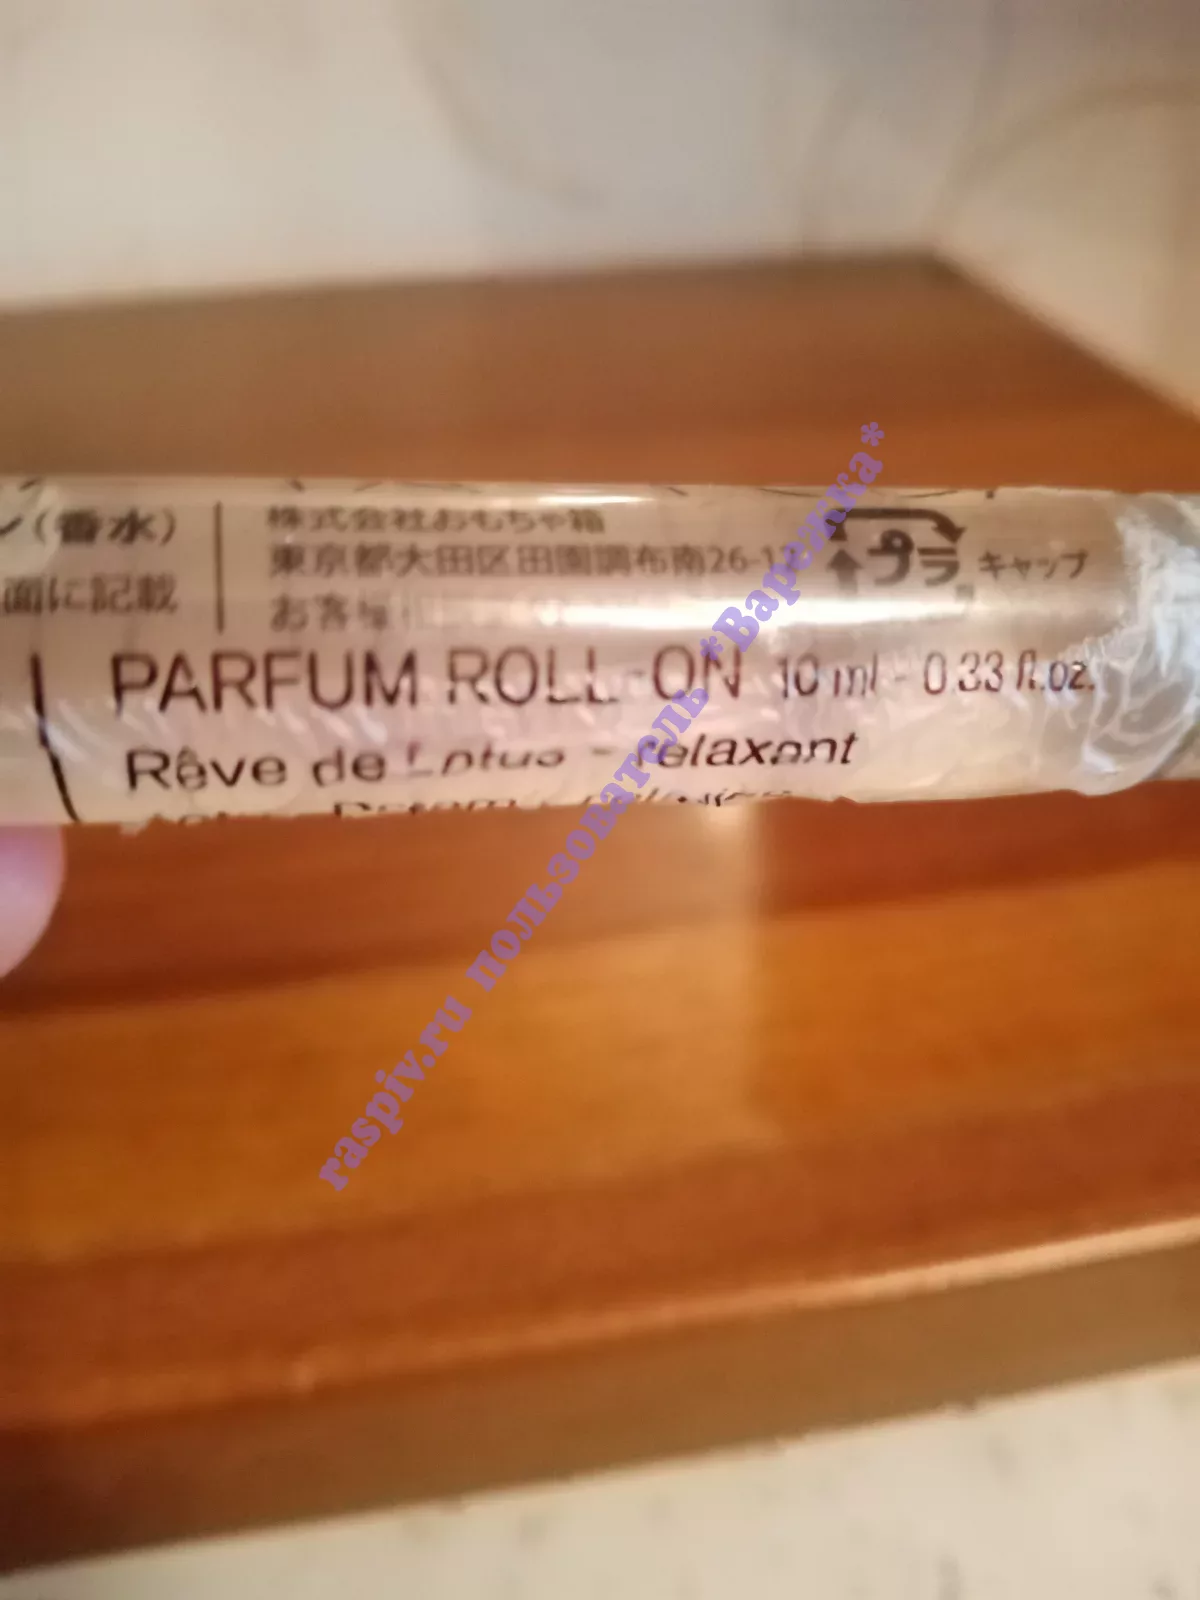 ン(香水)
面に記載
株式会社おもちゃ箱
東京都大田区田園調布南26-12
お客様
プラ キャップ
PARFUM ROLL-ON 10 ml - 0.33 fl.oz.
Rêve de Lotus - relaxant
raspiv.ru пользователь *Варежка*